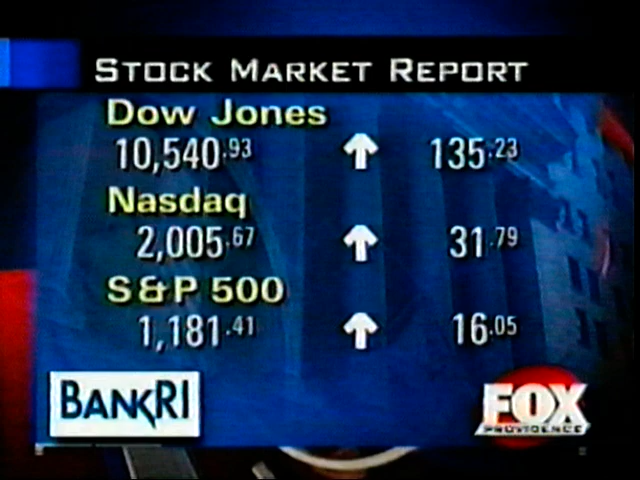 STOCK MARKET REPORT
Dow Jones
10,540.93 135.23
Nasdaq
2,005.67 31.79
S&P 500
1,181.41 16.05
BANKRI
FOX
PROVIDENCE